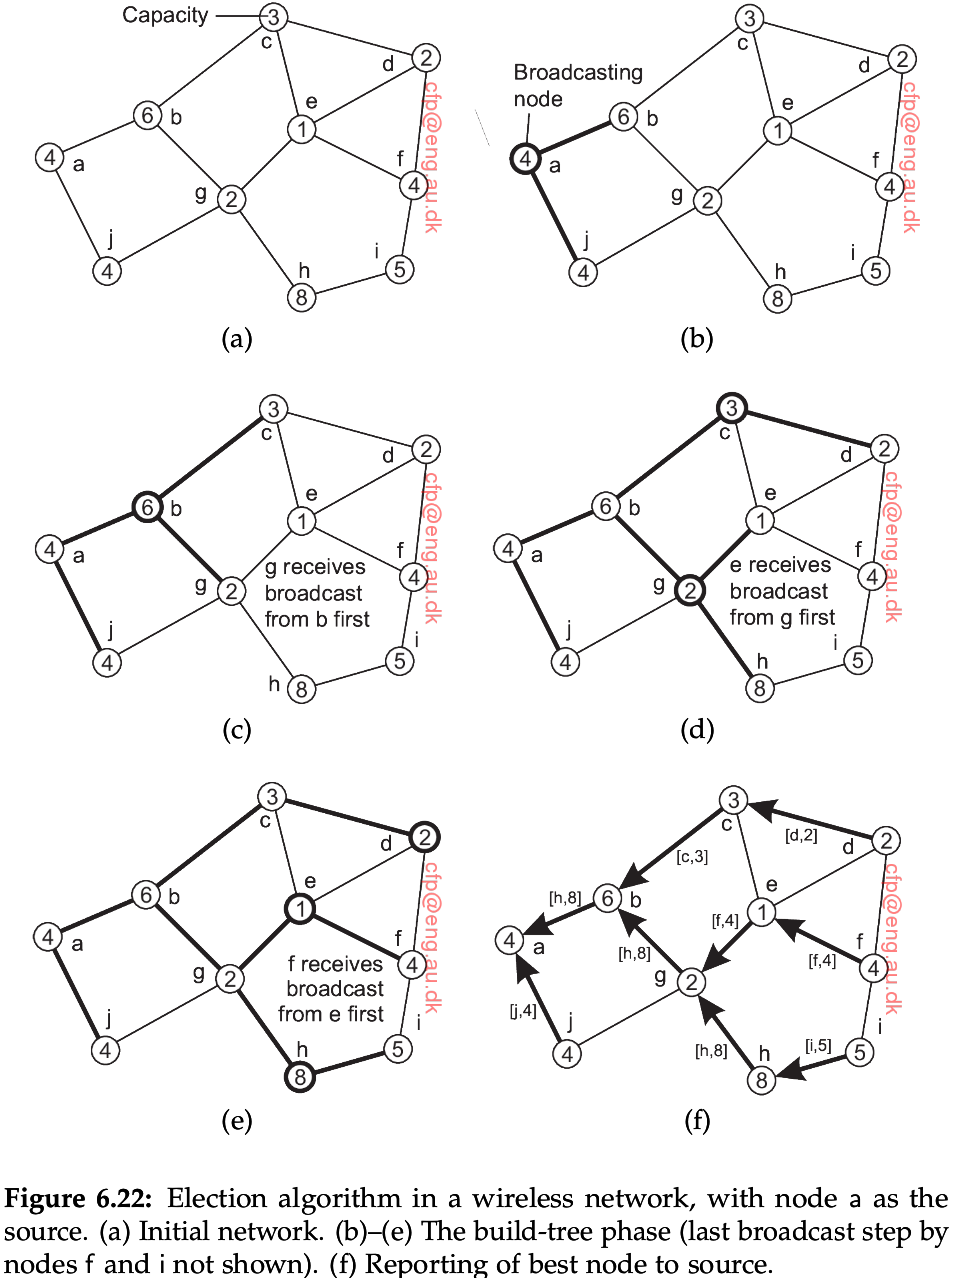 Capacity
3
c
d
2
6
b
e
1
4
a
f
4
g
2
j
4
h
8
i
5
cfp@eng.au.dk
(a)
Broadcasting
node
3
c
d
2
6
b
e
1
4
a
f
4
g
2
j
4
h
8
i
5
cfp@eng.au.dk
(b)
3
c
d
2
6
b
e
1
4
a
f
4
g
2
g receives
broadcast
from b first
j
4
h
8
i
5
cfp@eng.au.dk
(c)
3
c
d
2
6
b
e
1
4
a
f
4
g
2
e receives
broadcast
from g first
j
4
h
8
i
5
cfp@eng.au.dk
(d)
3
c
d
2
6
b
e
1
4
a
f
4
g
2
f receives
broadcast
from e first
j
4
h
8
i
5
cfp@eng.au.dk
(e)
3
c
[d,2]
d
2
[c,3]
[h,8]
6
b
e
1
4
a
[f,4]
[f,4]
f
4
[h,8]
g
2
[j,4]
j
4
[h,8]
h
8
[i,5]
i
5
cfp@eng.au.dk
(f)
Figure 6.22: Election algorithm in a wireless network, with node a as the
source. (a) Initial network. (b)–(e) The build-tree phase (last broadcast step by
nodes f and i not shown). (f) Reporting of best node to source.